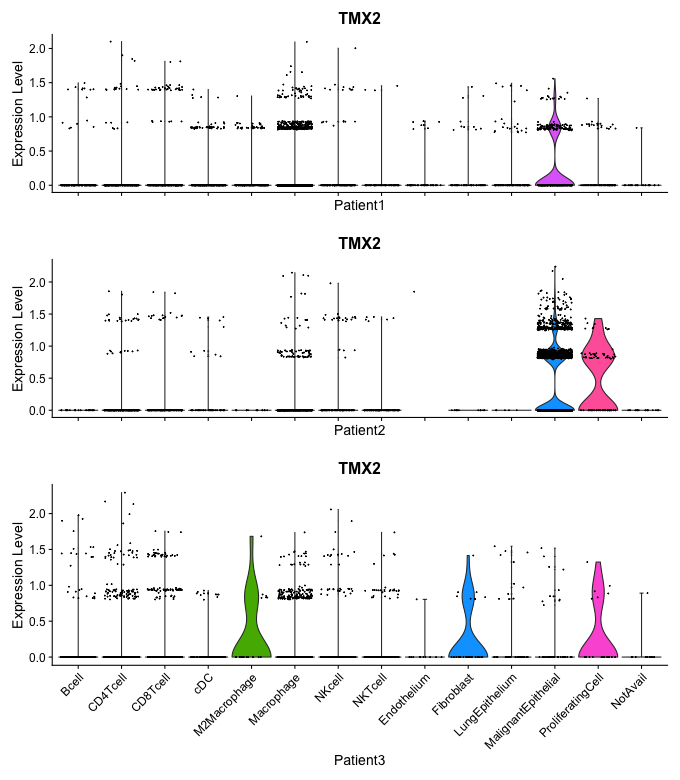 TMX2
Expression Level
2.0
1.5
1.0
0.5
0.0
Patient1
TMX2
Expression Level
2.0
1.5
1.0
0.5
0.0
Patient2
TMX2
Expression Level
2.0
1.5
1.0
0.5
0.0
Bcell
CD4Tcell
CD8Tcell
cDC
M2Macrophage
Macrophage
NKcell
NKTcell
Endothelium
Fibroblast
LungEpithelium
MalignantEpithelial
ProliferatingCell
NotAvail
Patient3